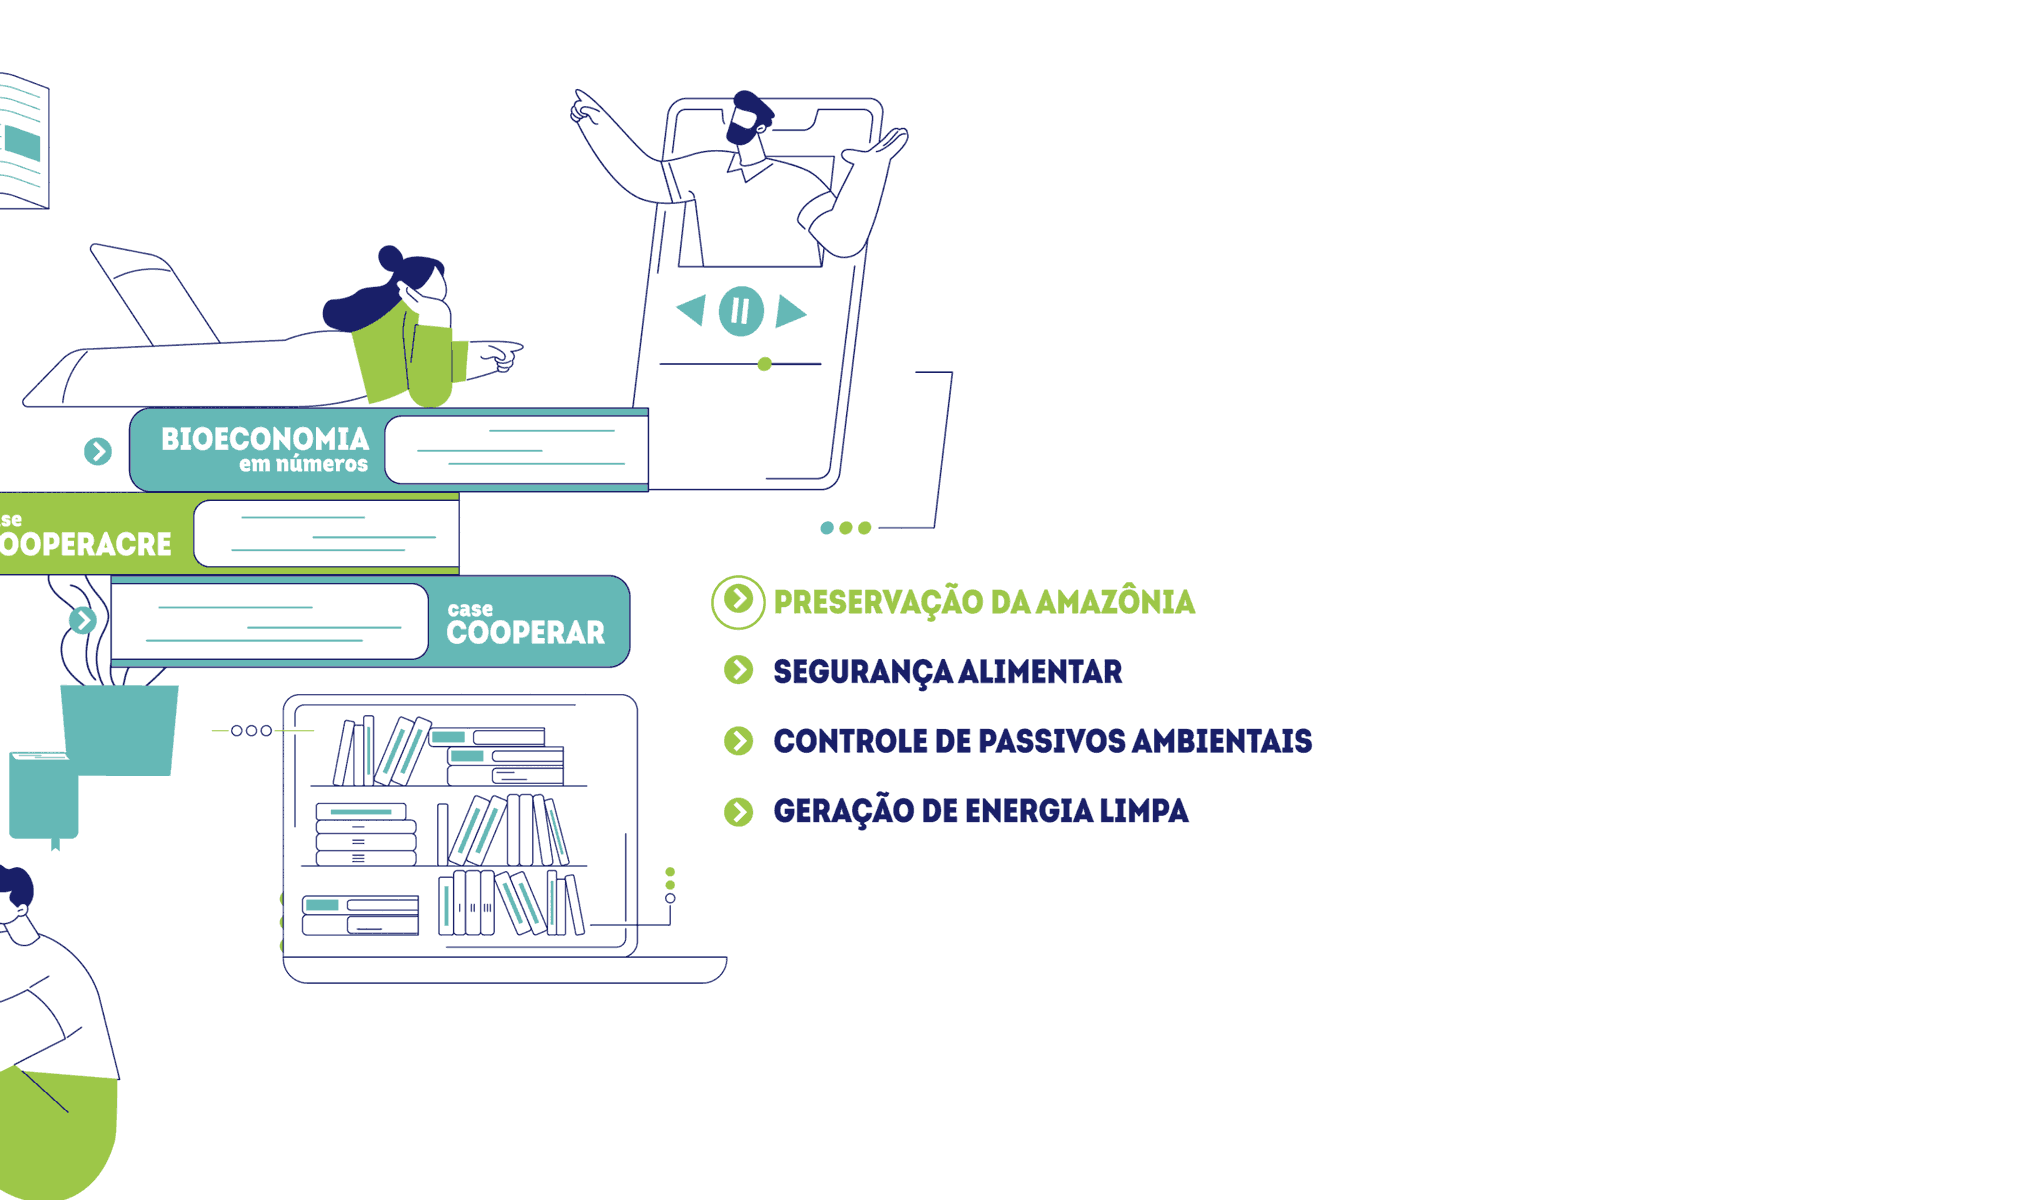 BIOECONOMIA
em números
OOPERACRE
case
COOPERAR
PRESERVAÇÃO DA AMAZÔNIA
SEGURANÇA ALIMENTAR
CONTROLE DE PASSIVOS AMBIENTAIS
GERAÇÃO DE ENERGIA LIMPA